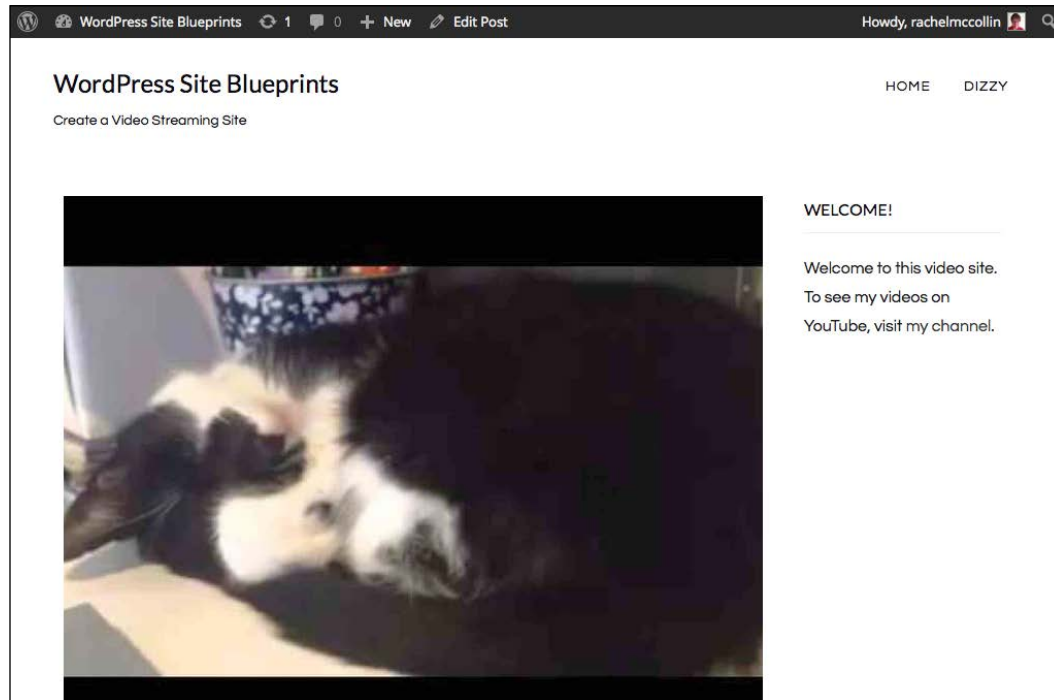 WordPress Site Blueprints 1 0 New Edit Post Howdy, rachelmccollin
WordPress Site Blueprints
HOME DIZZY
Create a Video Streaming Site
WELCOME!
Welcome to this video site.
To see my videos on
YouTube, visit my channel.